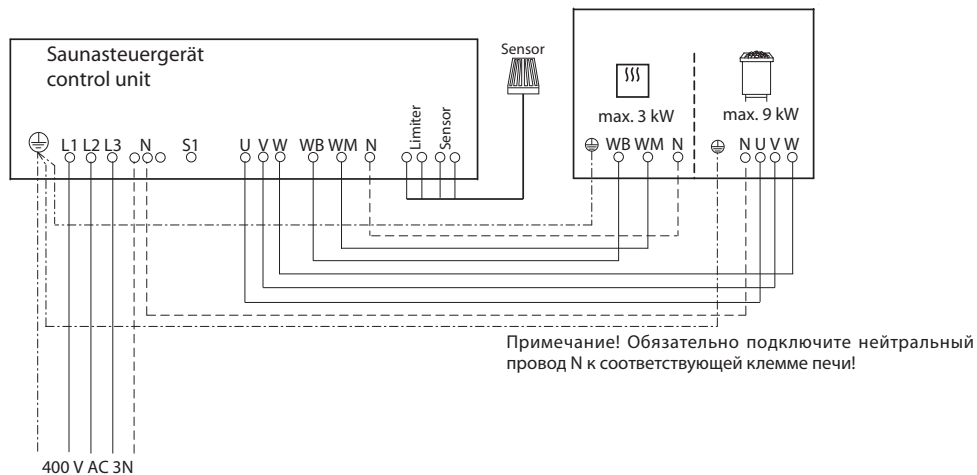 Saunasteuergerät
control unit
Sensor
max. 3 kW
max. 9 kW
L1 L2 L3 N S1 U V W WB WM N
Limiter
Sensor
WB WM N
N U V W
Примечание! Обязательно подключите нейтральный
провод N к соответствующей клемме печи!
400 V AC 3N